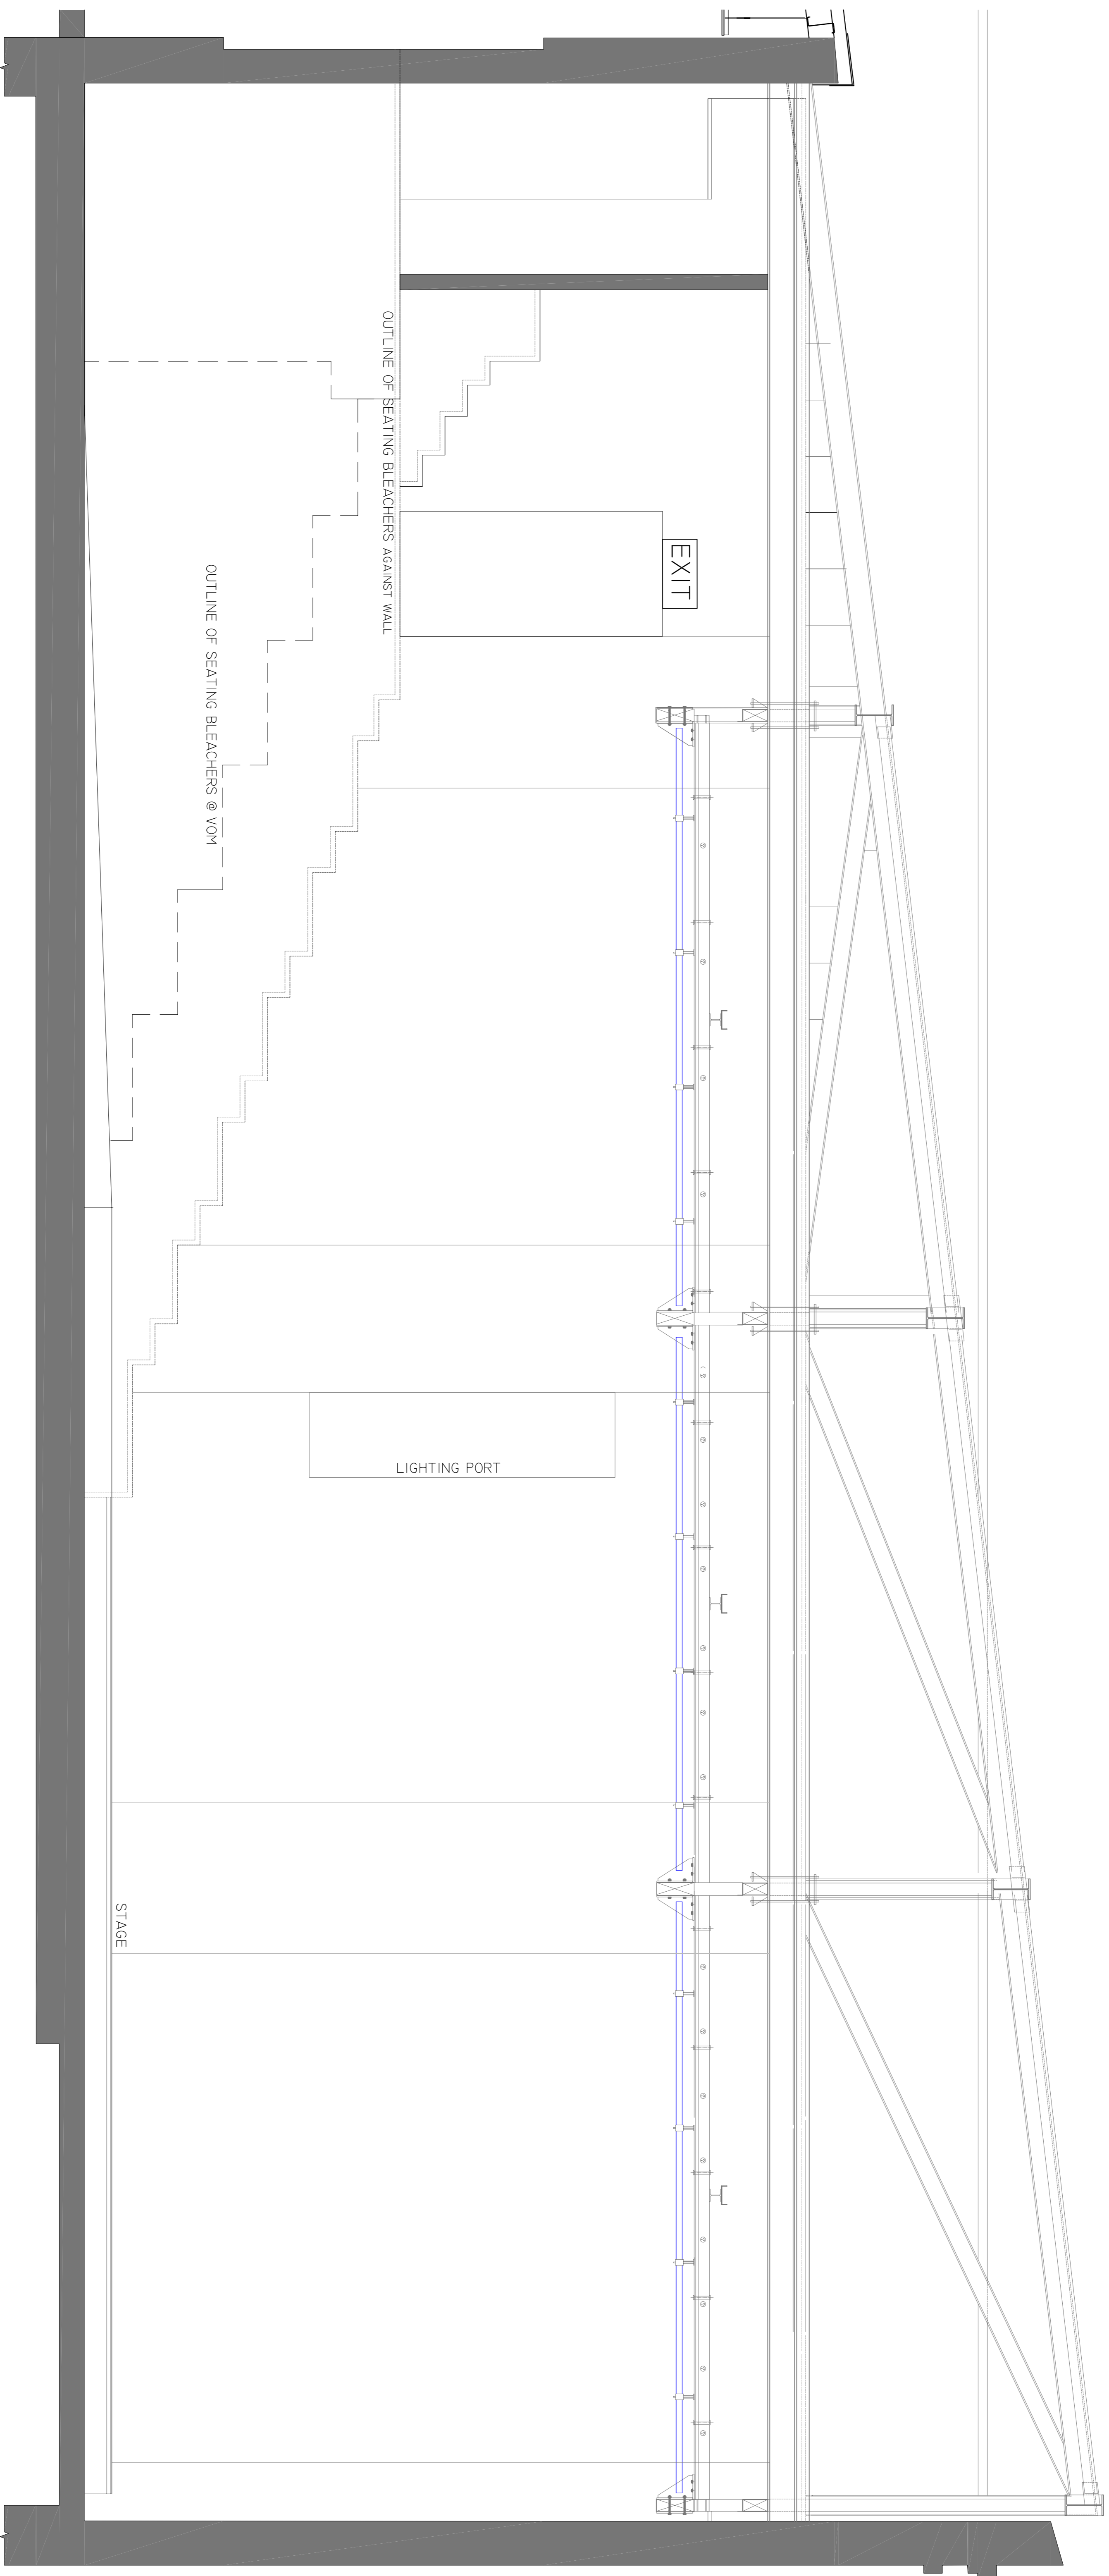 EXIT
OUTLINE OF SEATING BLEACHERS AGAINST WALL
OUTLINE OF SEATING BLEACHERS @ VOM
LIGHTING PORT
STAGE